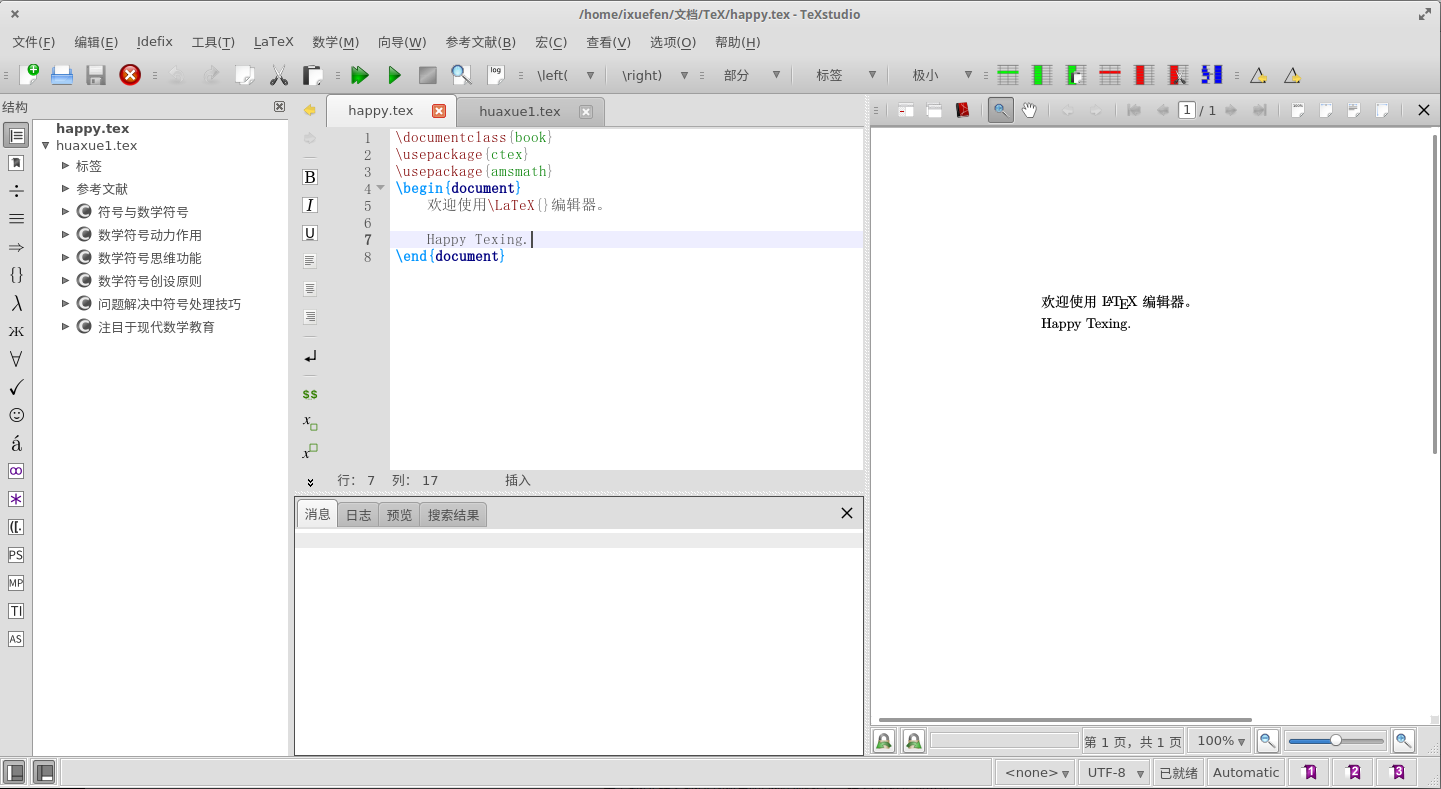 /home/ixuefen/文档/TeX/happy.tex - TeXstudio
文件(F) 编辑(E) Idefix 工具(T) LaTeX 数学(M) 向导(W) 参考文献(B) 宏(C) 查看(V) 选项(O) 帮助(H)
log \left( \right) 部分 标签 极小
结构
happy.tex
huaxue1.tex
标签
参考文献
符号与数学符号
数学符号动力作用
数学符号思维功能
数学符号创设原则
问题解决中符号处理技巧
注目于现代数学教育
÷
{}
λ
ж
∀
á
([.
PS
MP
TI
AS
happy.tex huaxue1.tex
B
I
U
$$
x
x
1 \documentclass{book}
2 \usepackage{ctex}
3 \usepackage{amsmath}
4 \begin{document}
5 欢迎使用\LaTeX{}编辑器。
6
7 Happy Texing.
8 \end{document}
行: 7 列: 17 插入
消息 日志 预览 搜索结果
1 / 1
欢迎使用 LATEX 编辑器。
Happy Texing.
第 1 页，共 1 页 100%
<none> UTF-8 已就绪 Automatic 1 2 3